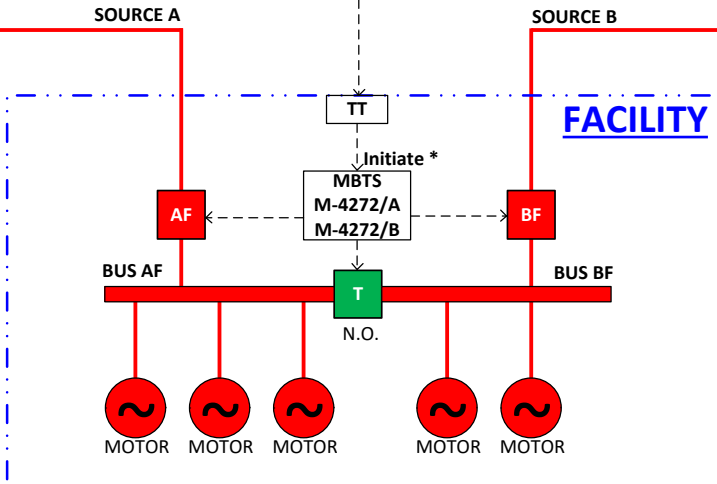 SOURCE A
SOURCE B
TT
FACILITY
Initiate *
MBTS
M-4272/A
M-4272/B
AF
BF
BUS AF
BUS BF
T
N.O.
MOTOR
MOTOR
MOTOR
MOTOR
MOTOR